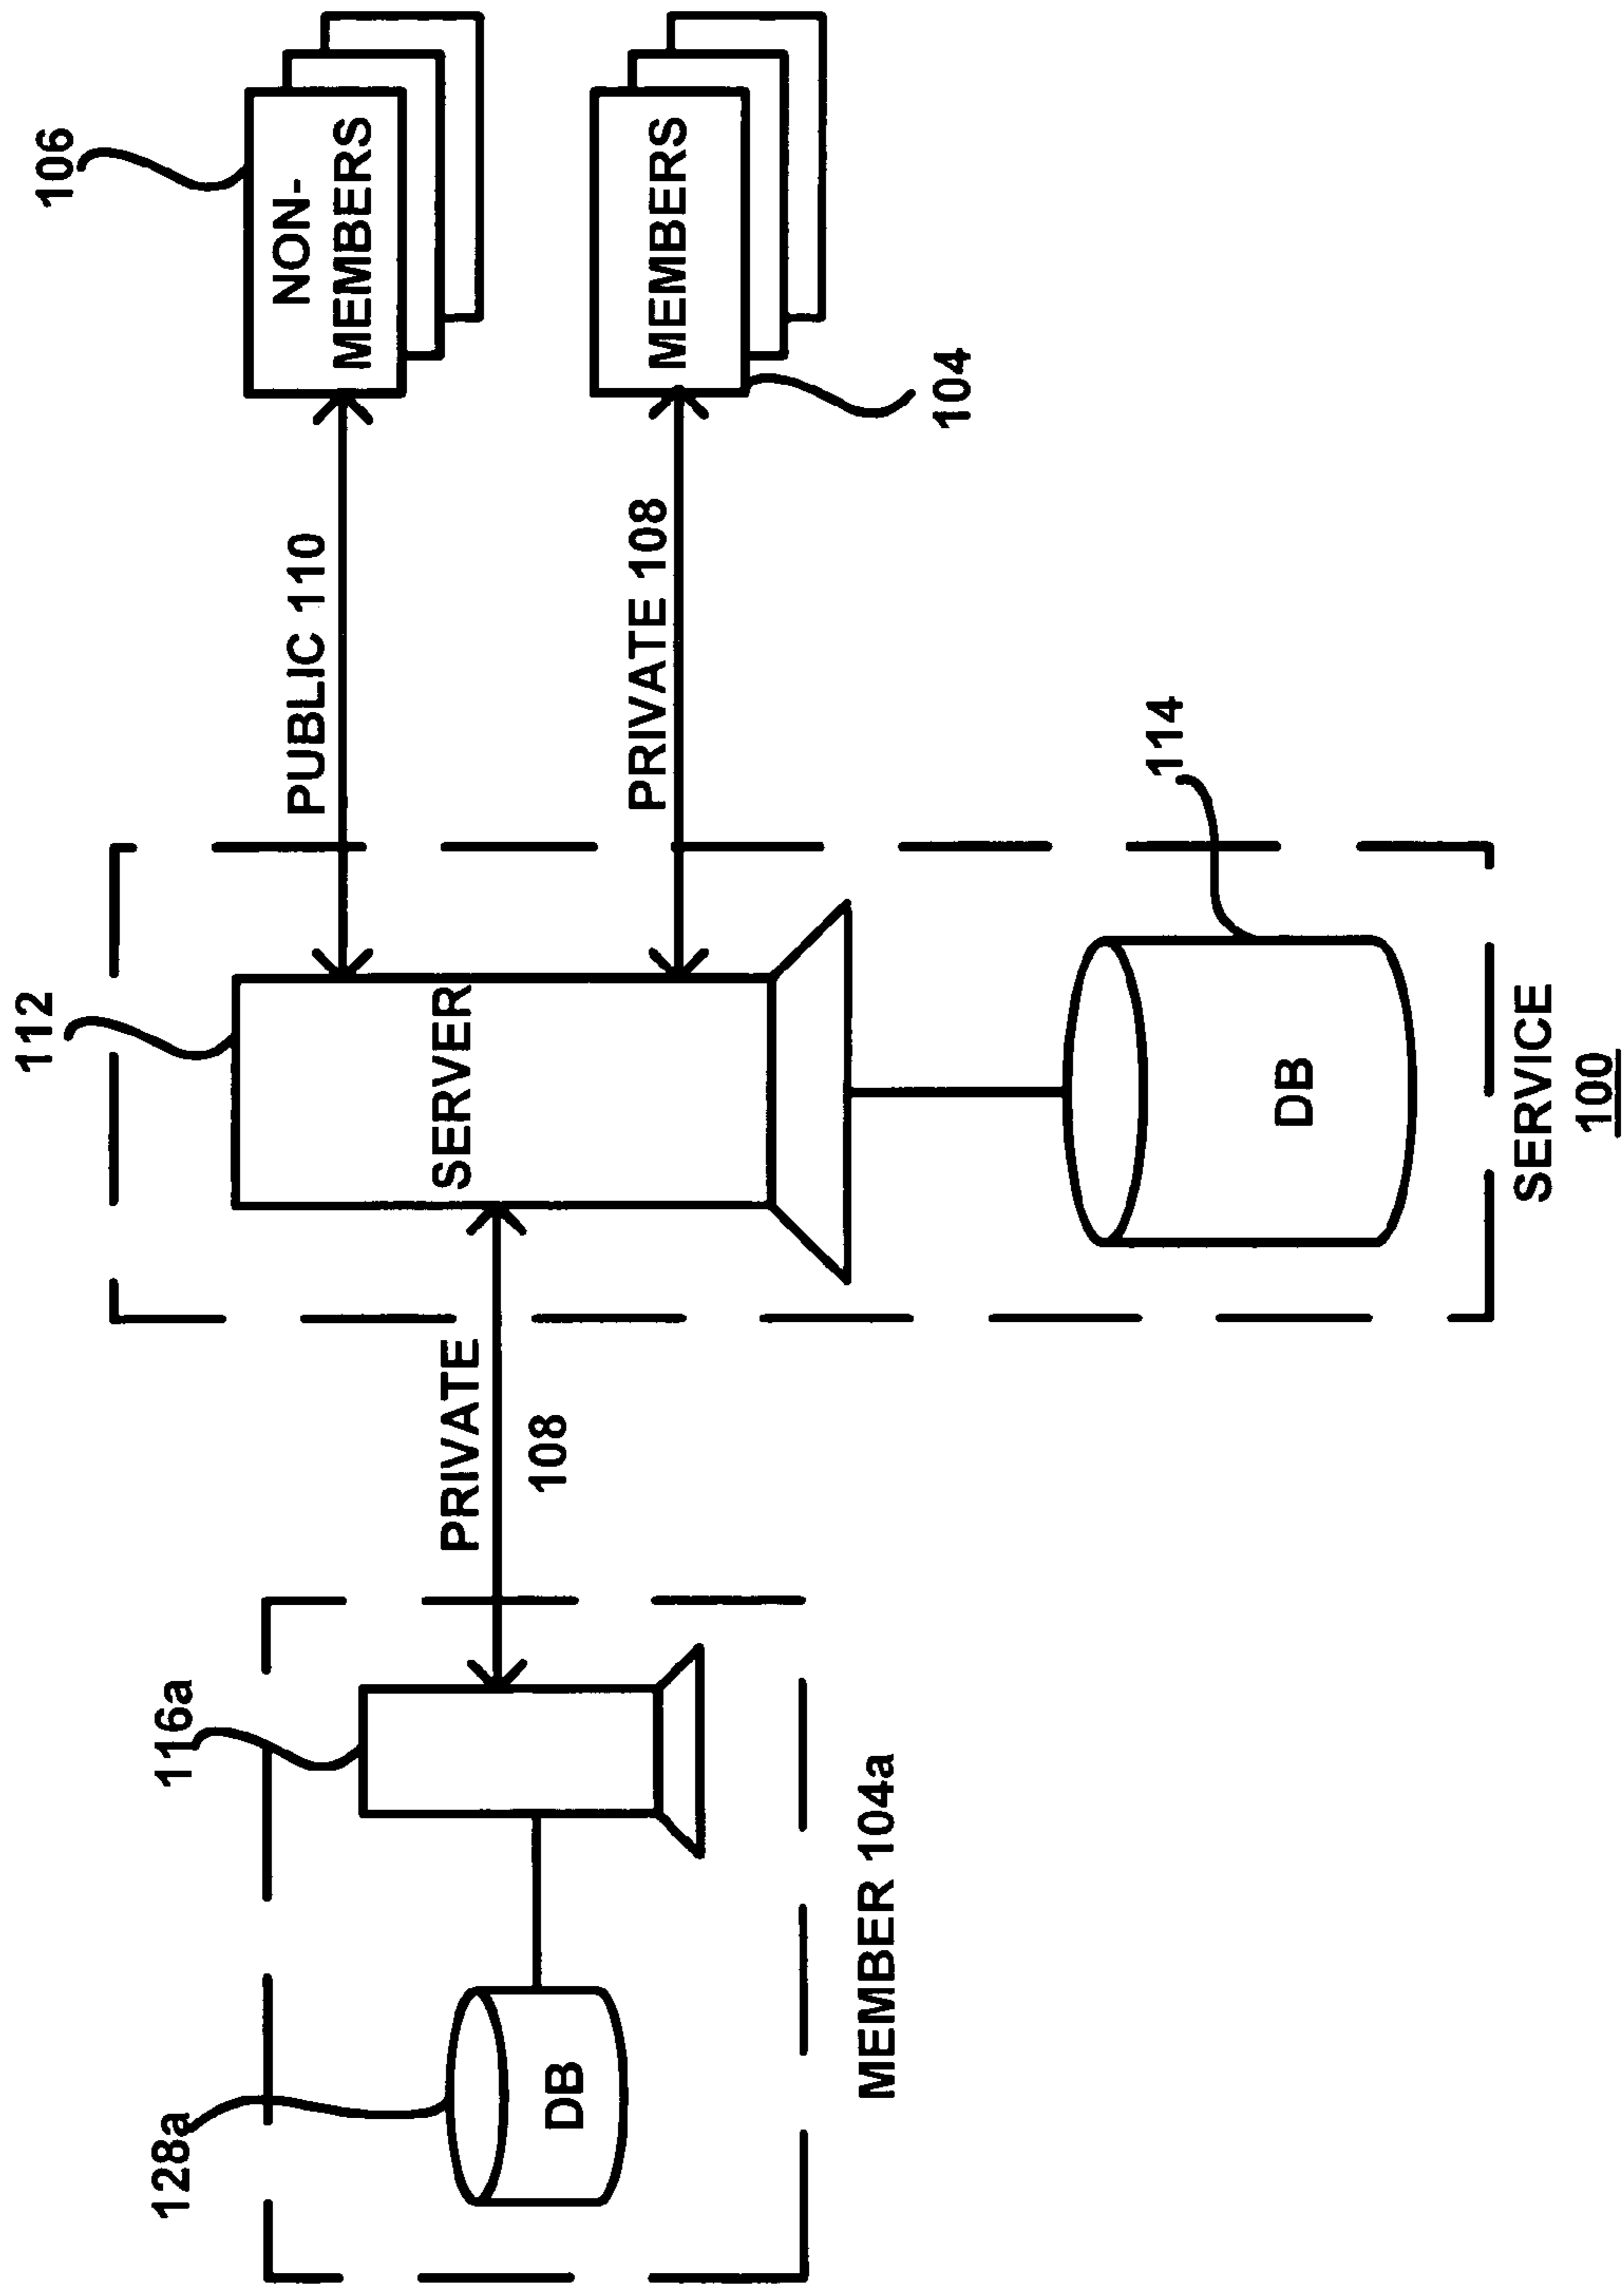 106
NON-
MEMBERS
MEMBERS
104
PUBLIC 110
PRIVATE 108
112
SERVER
114
DB
SERVICE
100
PRIVATE
108
116a
128a
DB
MEMBER 104a